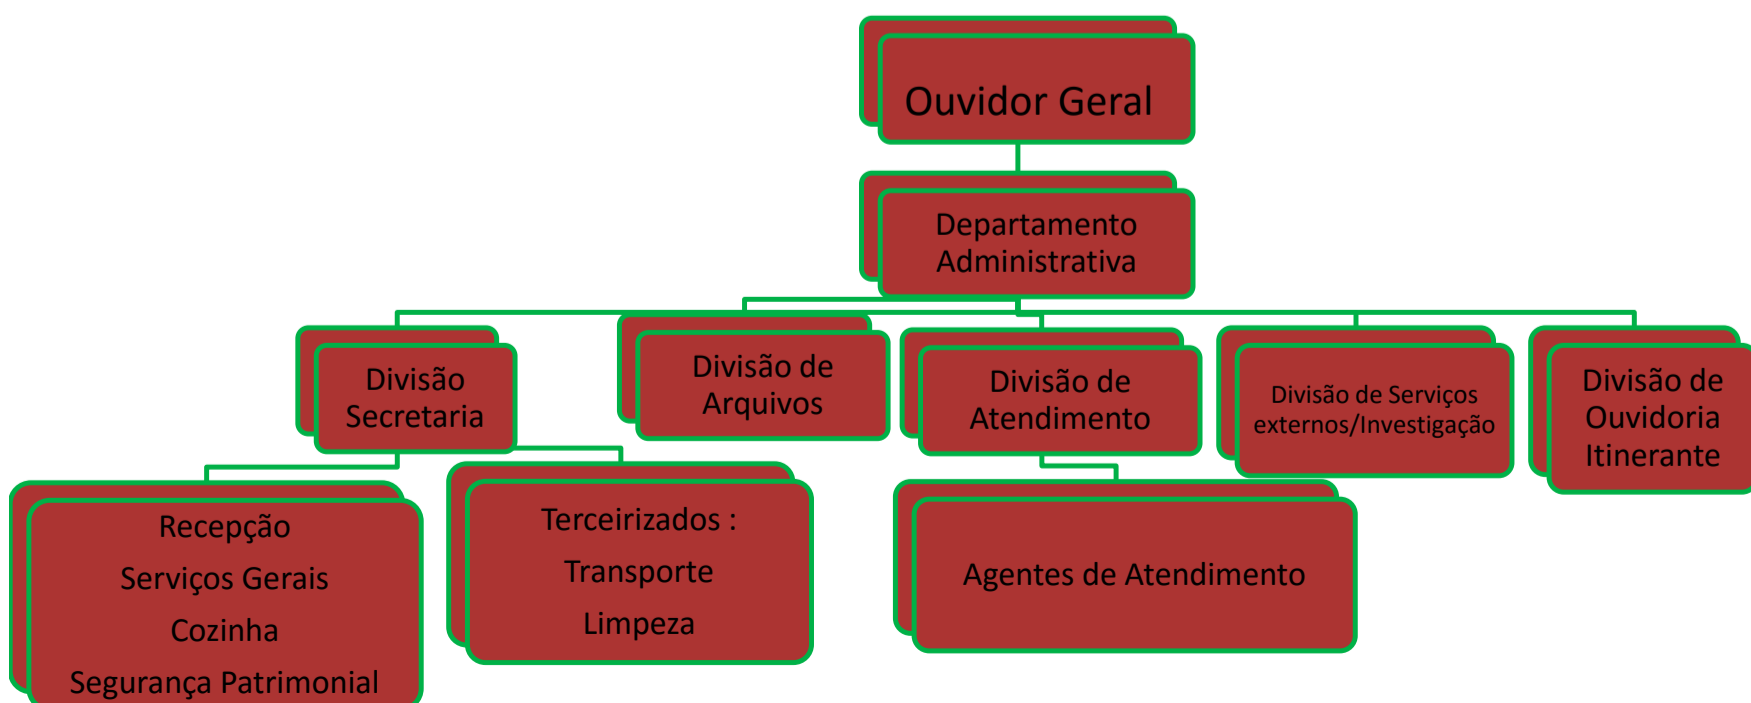 Ouvidor Geral
Departamento
Administrativa
Divisão
Secretaria
Divisão de
Arquivos
Divisão de
Atendimento
Divisão de Serviços
externos/Investigação
Divisão de
Ouvidoria
Itinerante
Recepção
Serviços Gerais
Cozinha
Segurança Patrimonial
Terceirizados :
Transporte
Limpeza
Agentes de Atendimento